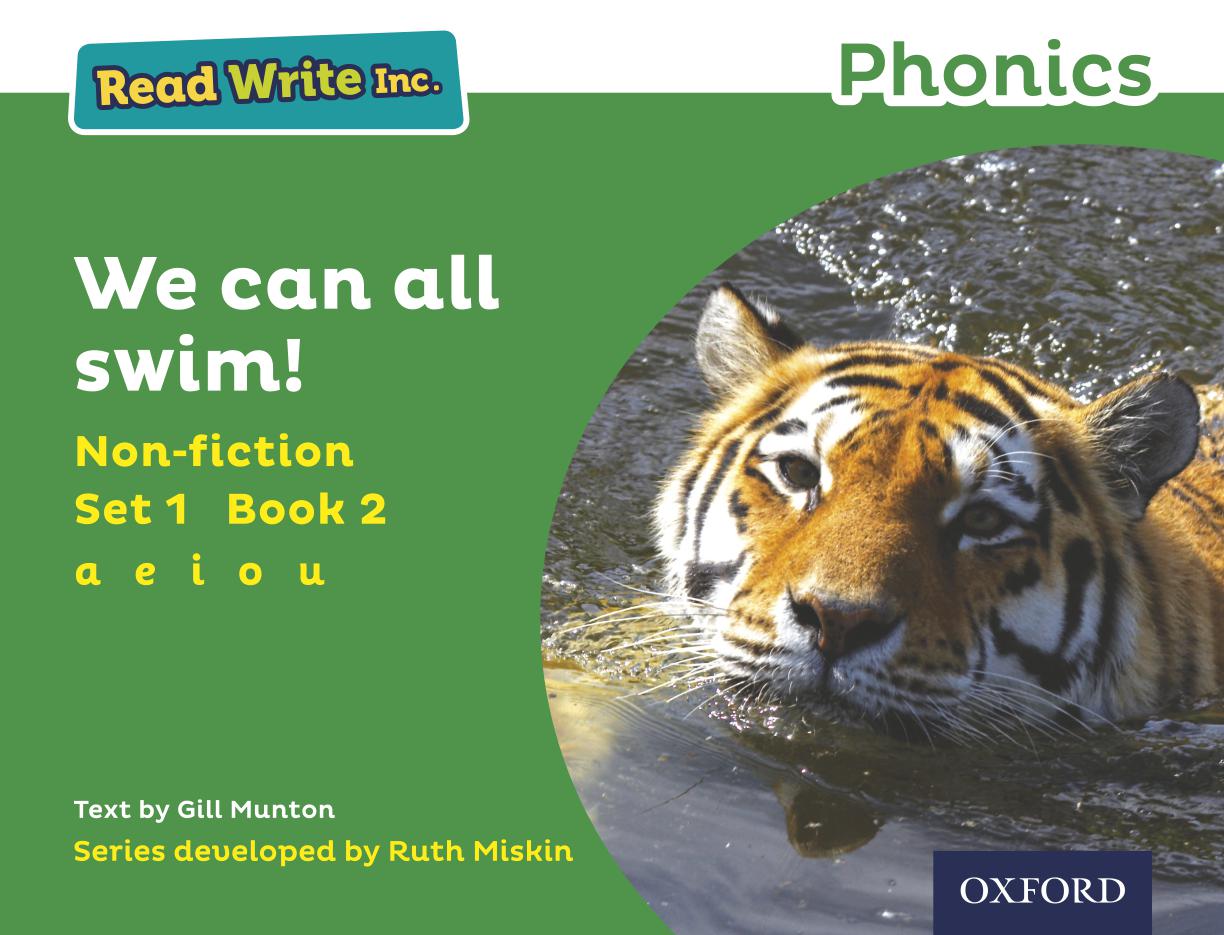 Read Write Inc.
Phonics
We can all
swim!
Non-fiction
Set 1 Book 2
a e i o u
Text by Gill Munton
Series developed by Ruth Miskin
OXFORD